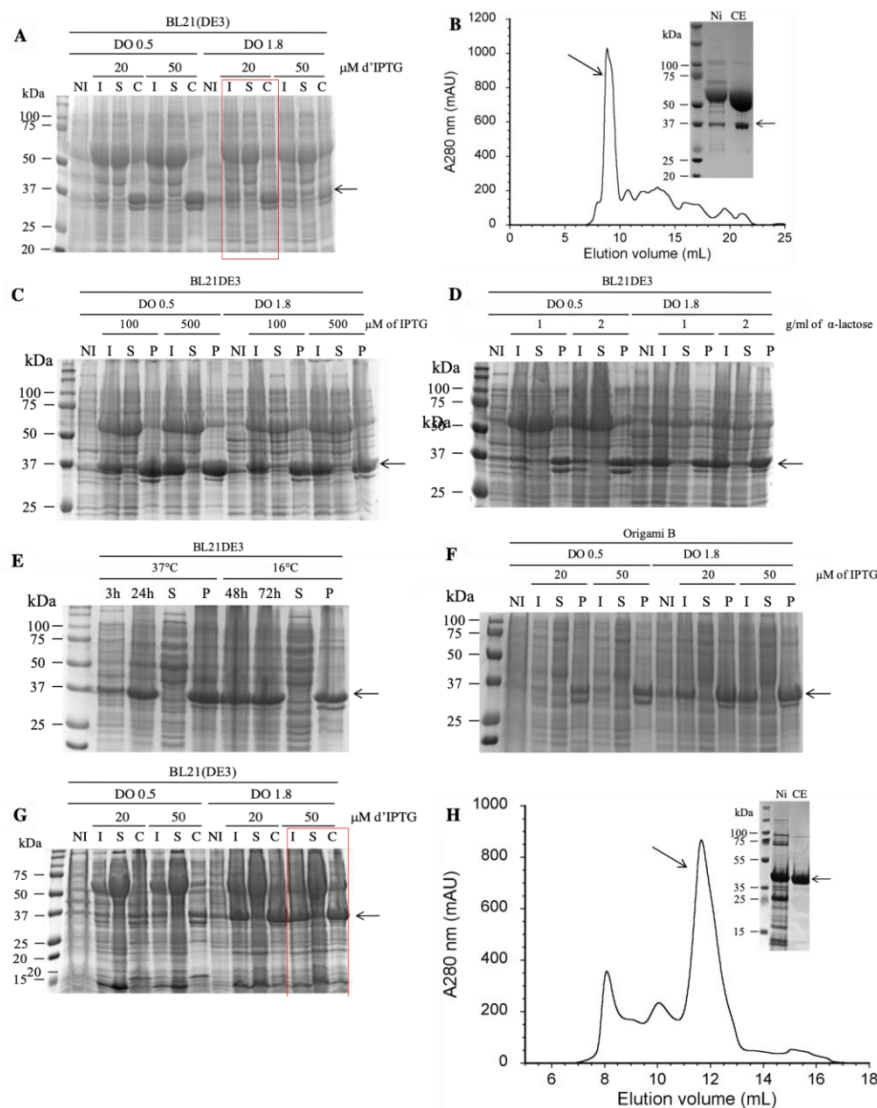 A
BL21(DE3)
DO 0.5 DO 1.8
20 50 20 50 μM d'IPTG
kDa NI I S C I S C NI I S C I S C
100
75
50
37
25
20
B
1200
1000
800
600
400
200
0
A280 nm (mAU)
0 5 10 15 20 25
Elution volume (mL)
Ni CE
kDa
100
75
50
37
25
20
C
BL21DE3
DO 0.5 DO 1.8
100 500 100 500 μM of IPTG
kDa NI I S P I S P NI I S P I S P
100
75
50
37
25
D
BL21DE3
DO 0.5 DO 1.8
1 2 1 2 g/ml of α-lactose
kDa NI I S P I S P NI I S P I S P
100
75
kDa
50
37
25
E
BL21DE3
37°C 16°C
kDa 3h 24h S P 48h 72h S P
100
75
50
37
25
F
Origami B
DO 0.5 DO 1.8
20 50 20 50 μM of IPTG
kDa NI I S P I S P NI I S P I S P
100
75
50
37
25
G
BL21(DE3)
DO 0.5 DO 1.8
20 50 20 50 μM d'IPTG
kDa NI I S C I S C NI I S C I S C
75
50
37
25
20
20
15
H
1000
800
600
400
200
0
A280 nm (mAU)
6 8 10 12 14 16 18
Elution volume (mL)
Ni CE
kDa
100
75
55
35
25
15